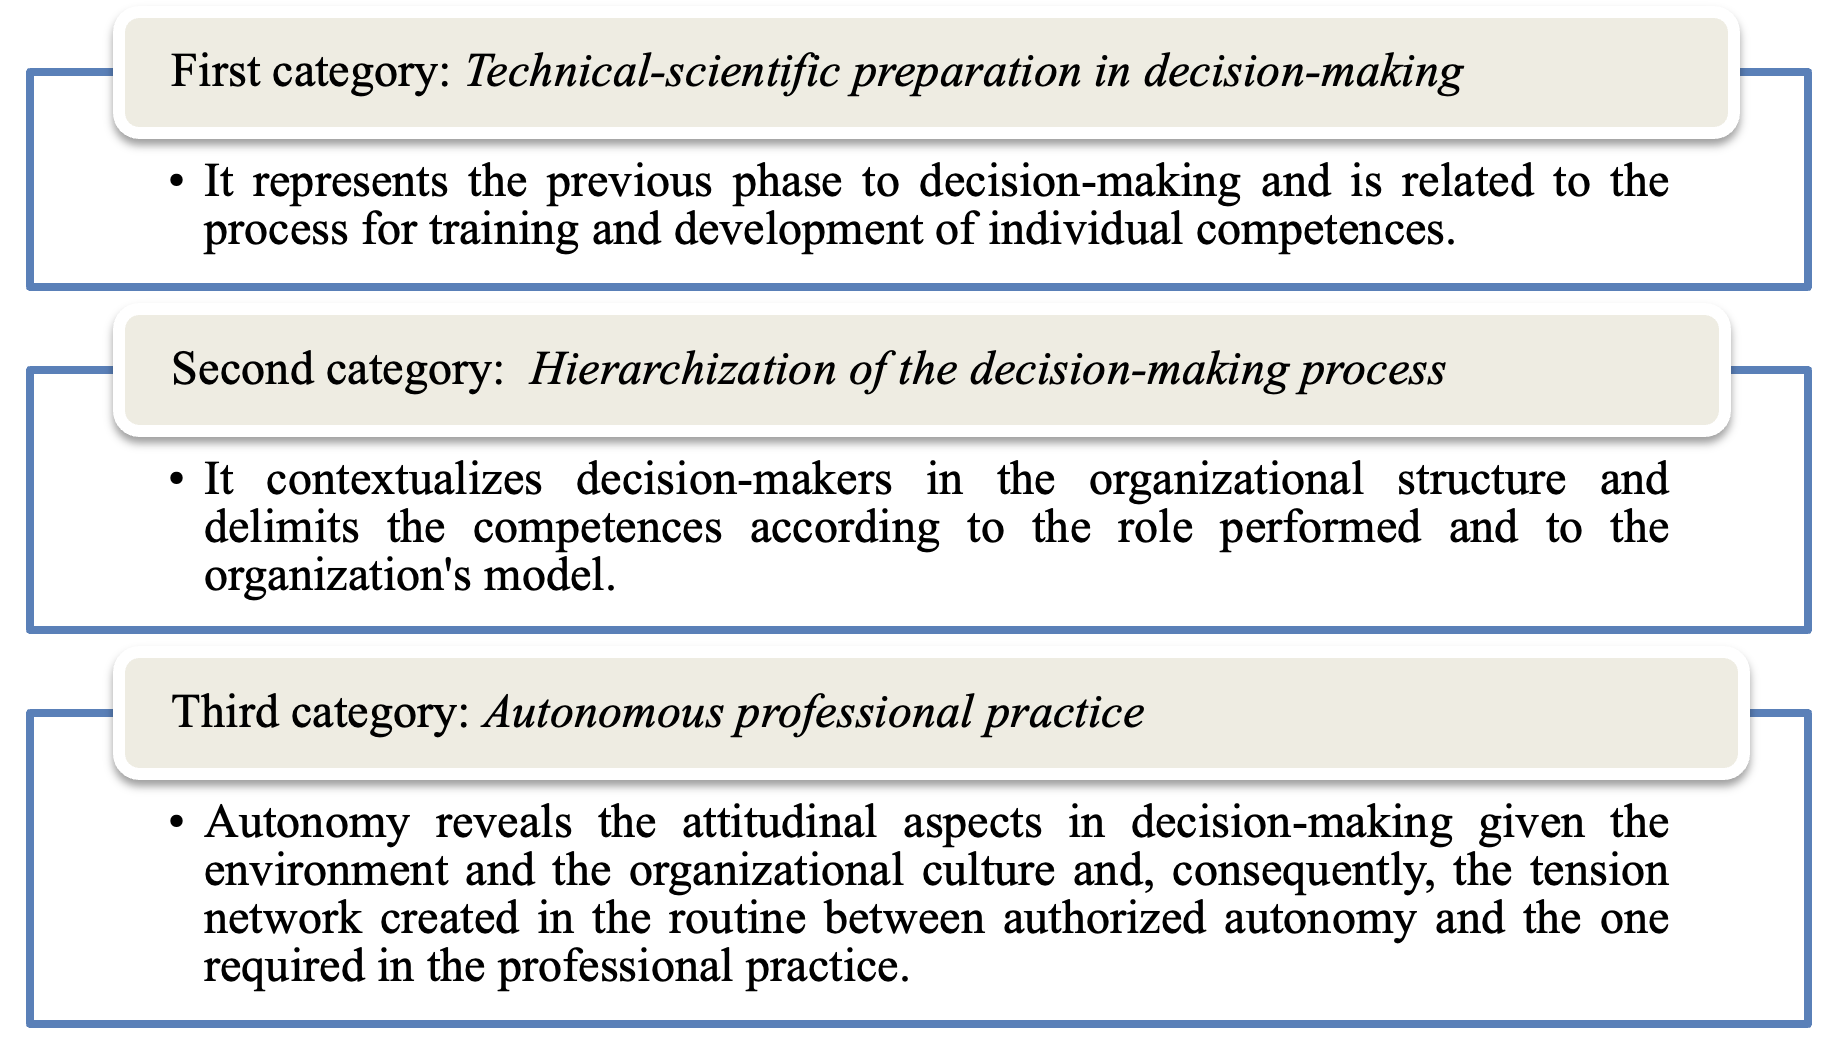 First category: Technical-scientific preparation in decision-making
• It represents the previous phase to decision-making and is related to the
process for training and development of individual competences.
Second category: Hierarchization of the decision-making process
• It contextualizes decision-makers in the organizational structure and
delimits the competences according to the role performed and to the
organization's model.
Third category: Autonomous professional practice
• Autonomy reveals the attitudinal aspects in decision-making given the
environment and the organizational culture and, consequently, the tension
network created in the routine between authorized autonomy and the one
required in the professional practice.